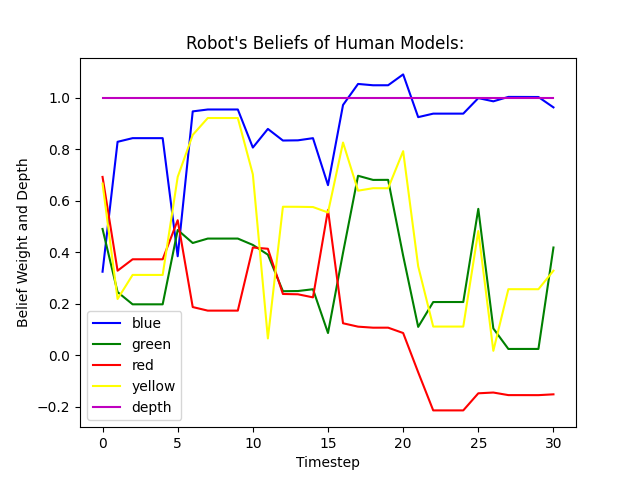 Robot's Beliefs of Human Models:
Belief Weight and Depth
1.0
0.8
0.6
0.4
0.2
0.0
−0.2
blue
green
red
yellow
depth
0 5 10 15 20 25 30
Timestep